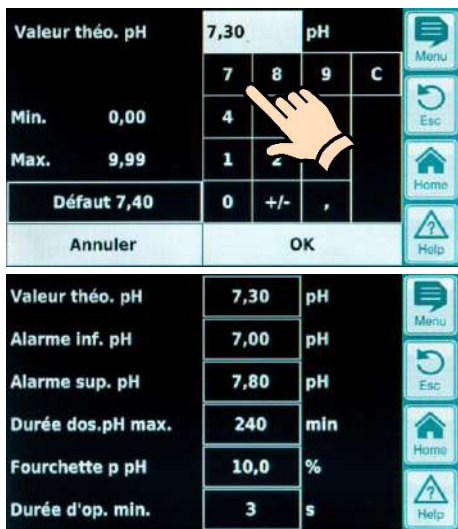 Valeur théo. pH 7,30 pH
Menu
7 8 9 C
Esc
Min. 0,00 4
Max. 9,99 1 2
Home
Défaut 7,40 0 +/- ,
Help
Annuler OK
Valeur théo. pH 7,30 pH
Menu
Alarme inf. pH 7,00 pH
Alarme sup. pH 7,80 pH
Esc
Durée dos.pH max. 240 min
Home
Fourchette p pH 10,0 %
Durée d'op. min. 3 s
Help